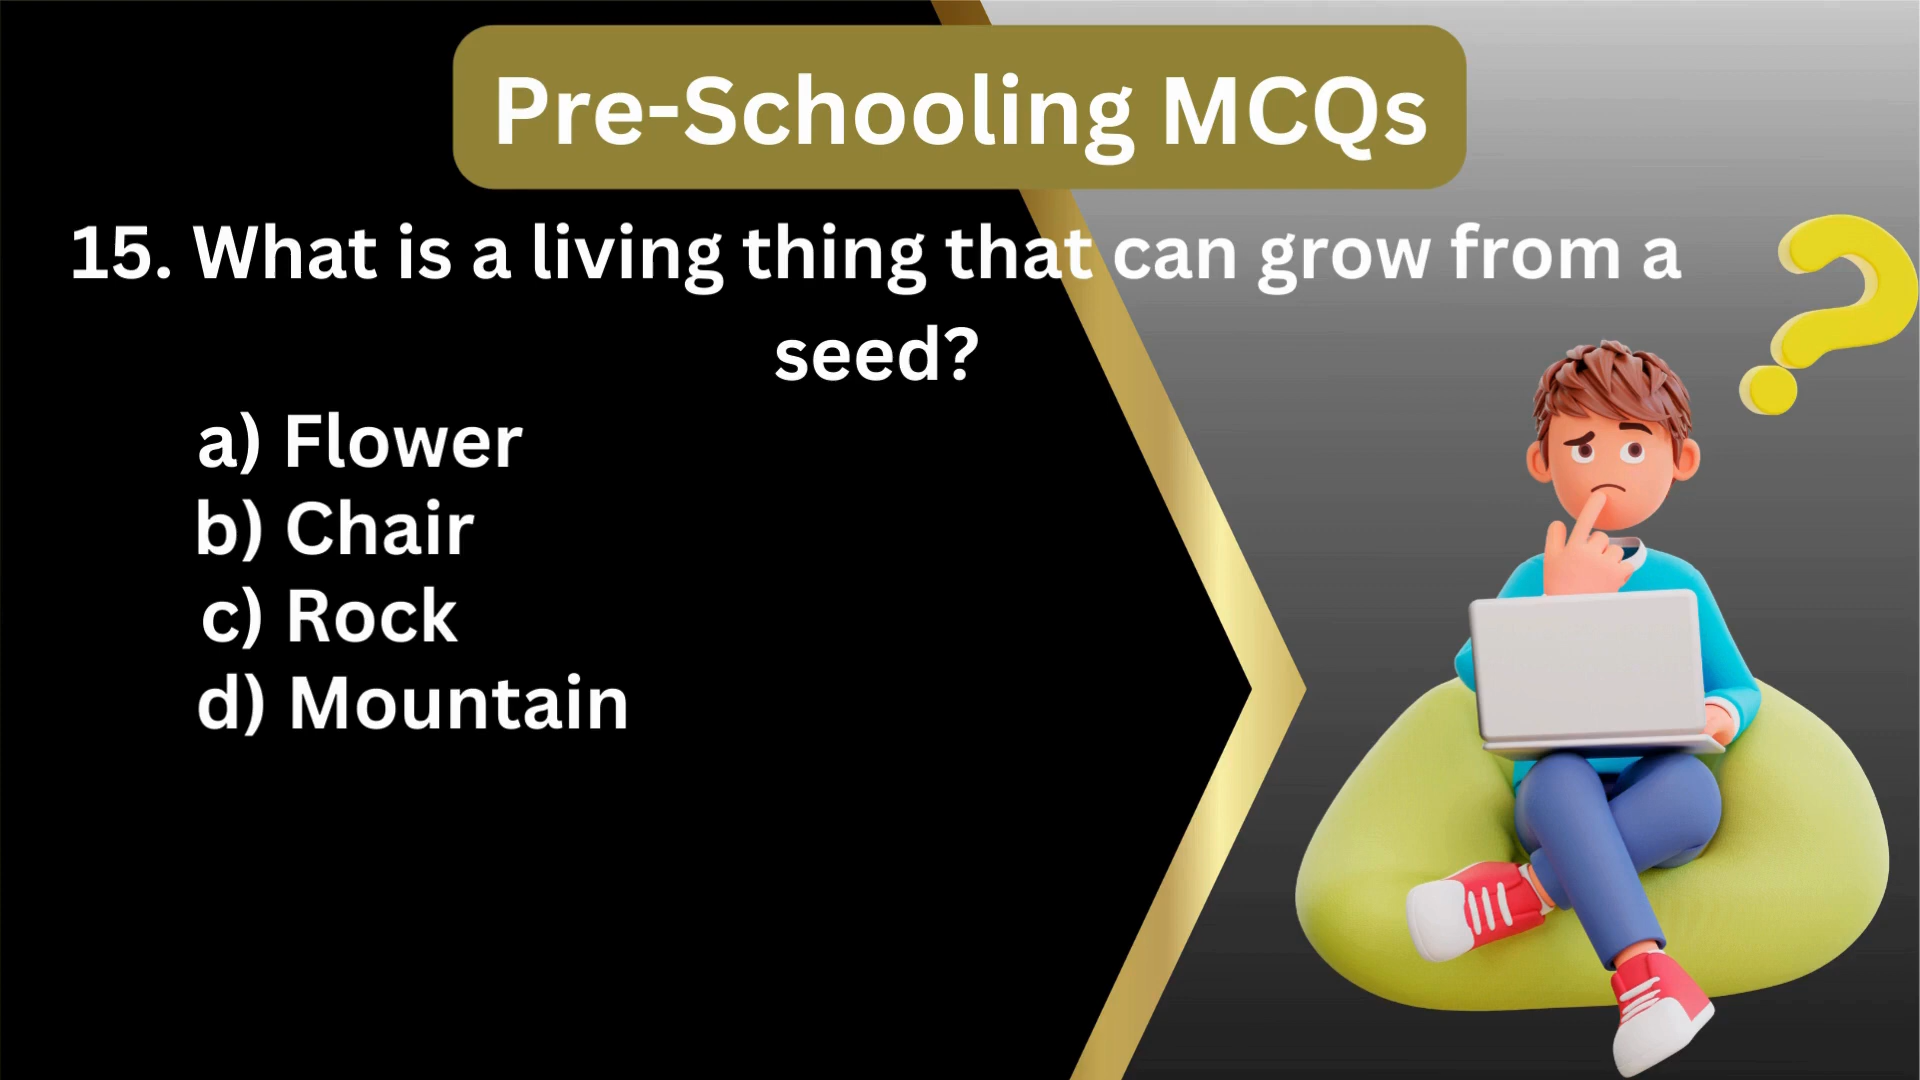 Pre-Schooling MCQs
15. What is a living thing that can grow from a
seed?
a) Flower
b) Chair
c) Rock
d) Mountain